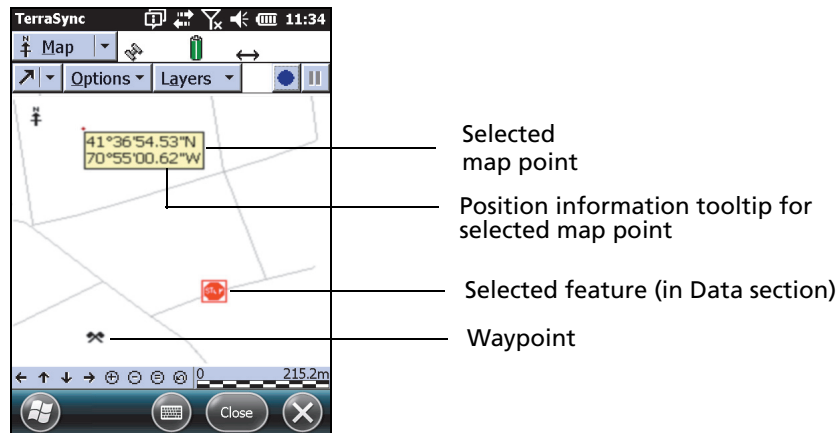 TerraSync 11:34
Map
Options Layers
N
41°36'54.53"N
70°55'00.62"W
Selected
map point
Position information tooltip for
selected map point
STOP
Selected feature (in Data section)
Waypoint
0 215.2m
Close